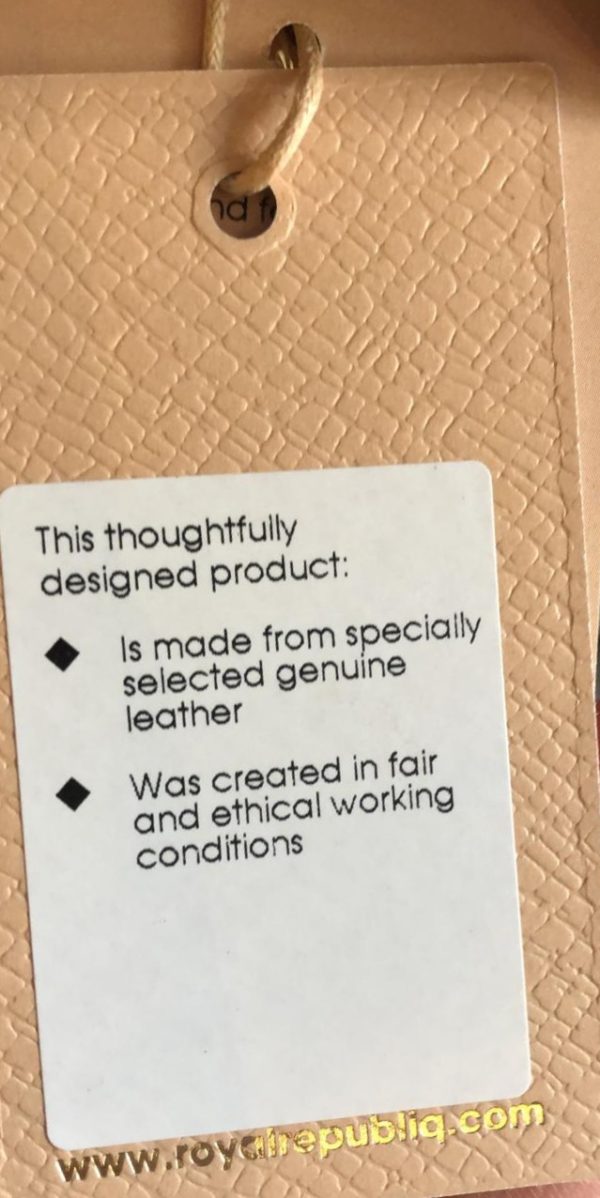 This thoughtfully
designed product:
◆ Is made from specially
selected genuine
leather
◆ Was created in fair
and ethical working
conditions
www.royalrepubliq.com